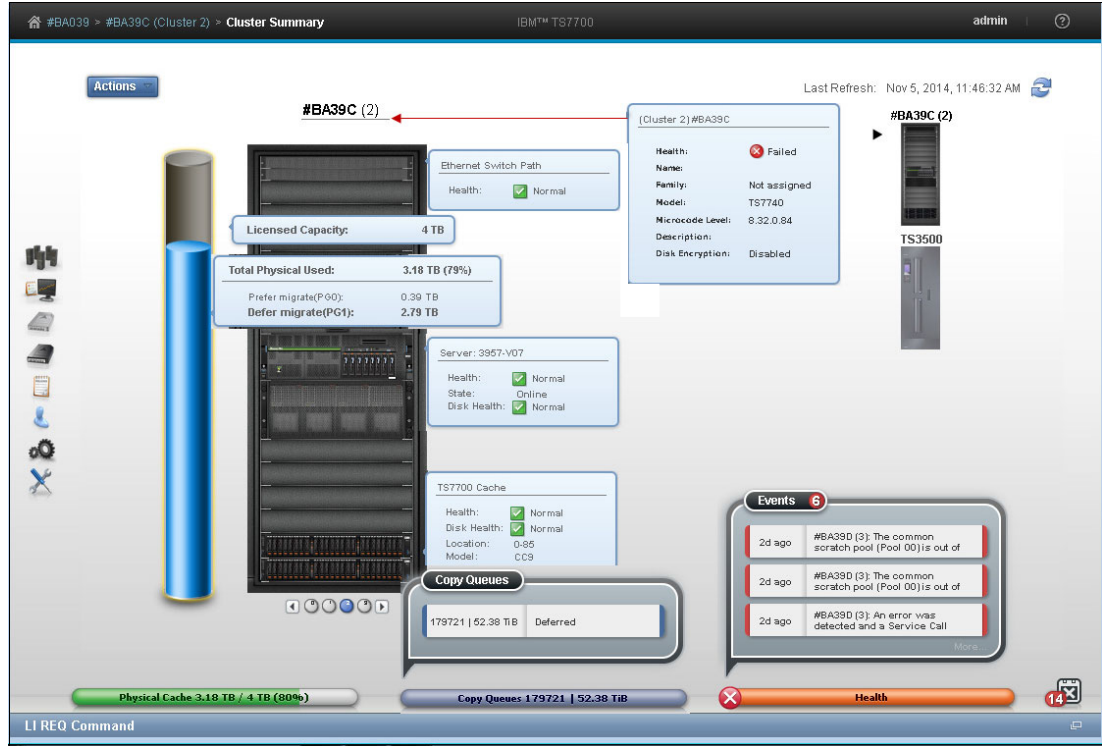 #BA039 > #BA39C (Cluster 2) > Cluster Summary
IBM™ TS7700
admin
?
Actions
Last Refresh: Nov 5, 2014, 11:46:32 AM
#BA39C (2)
Ethernet Switch Path
Health: Normal
Licensed Capacity: 4 TB
Total Physical Used: 3.18 TB (79%)
Prefer migrate(PG0): 0.39 TB
Defer migrate(PG1): 2.79 TB
Server: 3957-V07
Health: Normal
State: Online
Disk Health: Normal
TS7700 Cache
Health: Normal
Disk Health: Normal
Location: 0-85
Model: CC9
(Cluster 2) #BA39C
Health: Failed
Name:
Family: Not assigned
Model: TS7740
Microcode Level: 8.32.0.84
Description:
Disk Encryption: Disabled
#BA39C (2)
TS3500
Copy Queues
179721 | 52.38 TiB Deferred
Events 6
2d ago #BA39D (3): The common
scratch pool (Pool 00) is out of
2d ago #BA39D (3): The common
scratch pool (Pool 00) is out of
2d ago #BA39D (3): An error was
detected and a Service Call
More...
Physical Cache 3.18 TB / 4 TB (80%)
Copy Queues 179721 | 52.38 TiB
Health
14
LI REQ Command